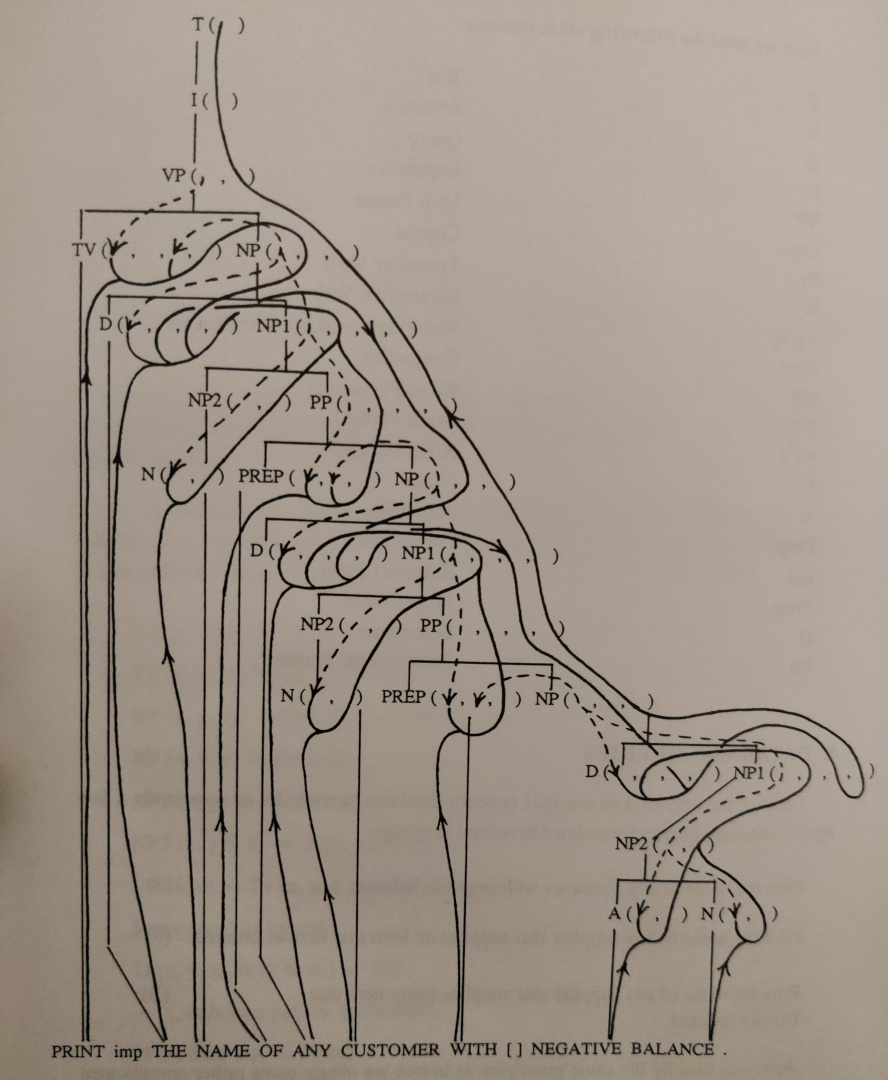 T ( , )
I ( , )
VP ( , , )
TV ( , , , ) NP ( , , , )
D ( , , , ) NP1 ( , , , , )
NP2 ( , , ) PP ( , , , , )
N ( , ) PREP ( , , ) NP ( , , , )
D ( , , , ) NP1 ( , , , , )
NP2 ( , , ) PP ( , , , , )
N ( , ) PREP ( , , ) NP ( , , , )
D ( , , , ) NP1 ( , , , )
NP2 ( , , )
A ( , , ) N ( , )
PRINT imp THE NAME OF ANY CUSTOMER WITH [ ] NEGATIVE BALANCE .